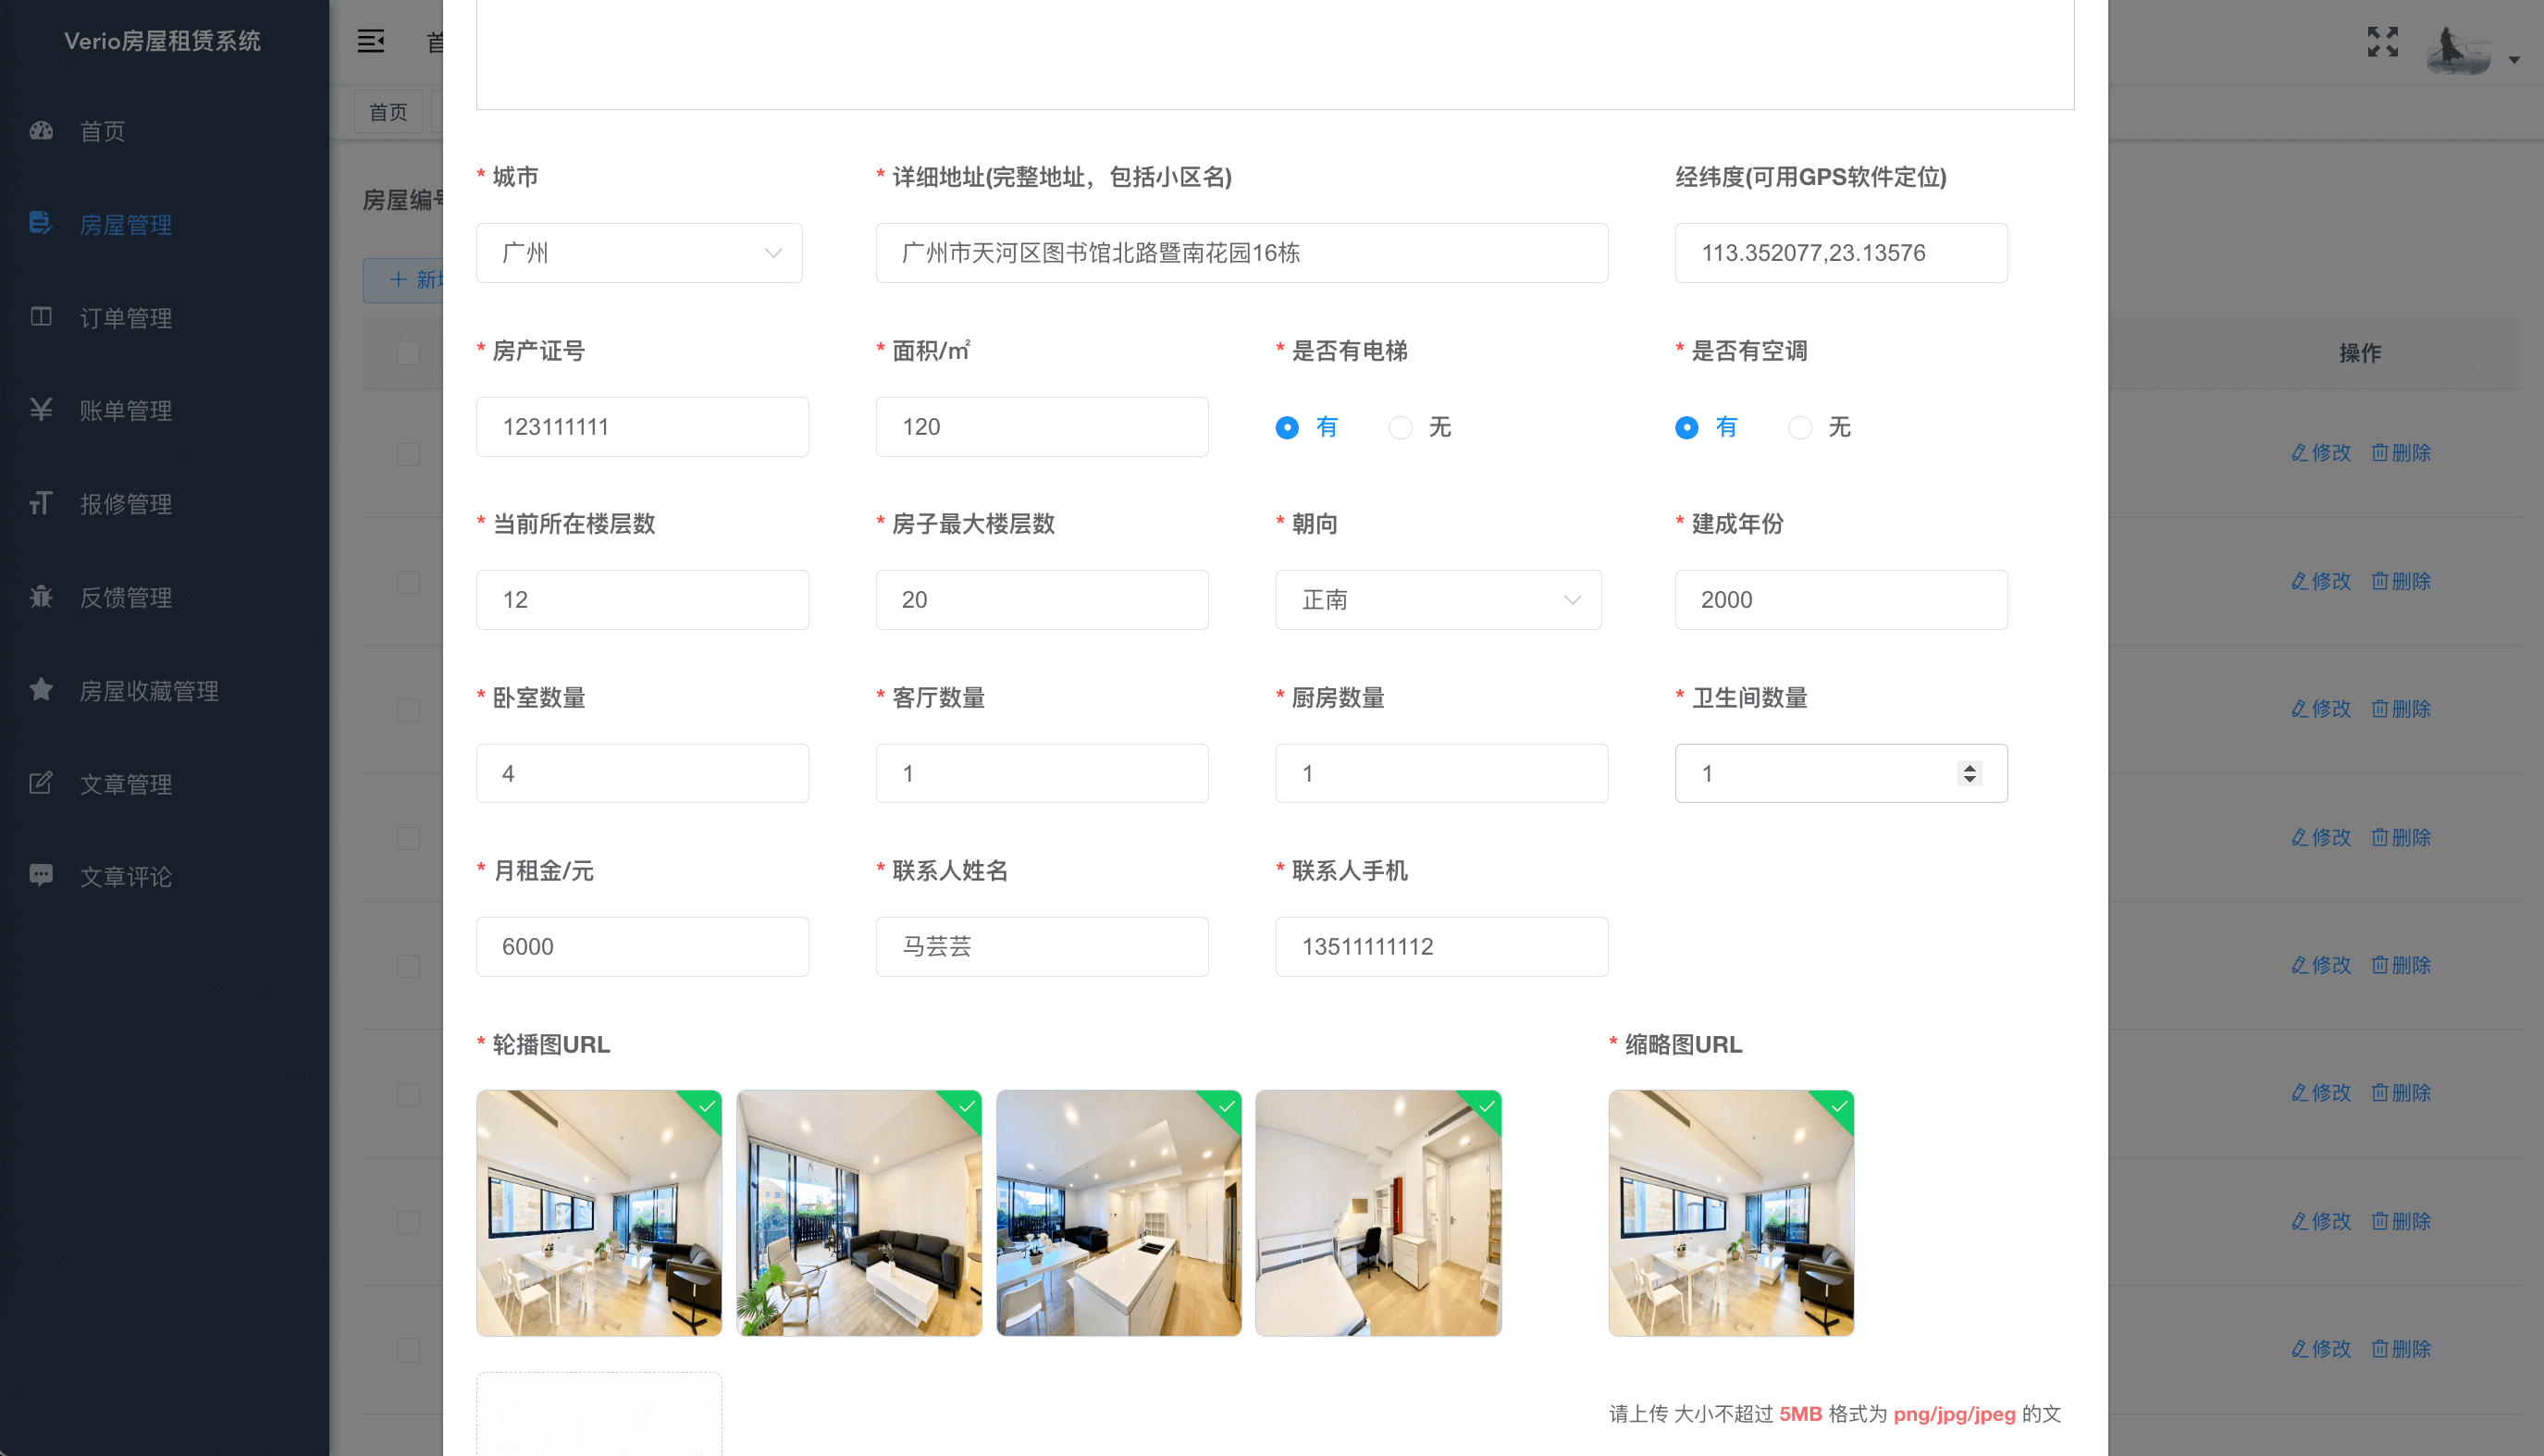 Verio房屋租赁系统
首页
房屋管理
订单管理
账单管理
报修管理
反馈管理
房屋收藏管理
文章管理
文章评论
首
首页
房屋编号
+ 新增
操作
修改 删除
修改 删除
修改 删除
修改 删除
修改 删除
修改 删除
修改 删除
修改 删除
* 城市
* 详细地址(完整地址，包括小区名)
经纬度(可用GPS软件定位)
广州
广州市天河区图书馆北路暨南花园16栋
113.352077,23.13576
* 房产证号
* 面积/㎡
* 是否有电梯
* 是否有空调
123111111
120
有 无
有 无
* 当前所在楼层数
* 房子最大楼层数
* 朝向
* 建成年份
12
20
正南
2000
* 卧室数量
* 客厅数量
* 厨房数量
* 卫生间数量
4
1
1
1
* 月租金/元
* 联系人姓名
* 联系人手机
6000
马芸芸
13511111112
* 轮播图URL
* 缩略图URL
请上传 大小不超过 5MB 格式为 png/jpg/jpeg 的文